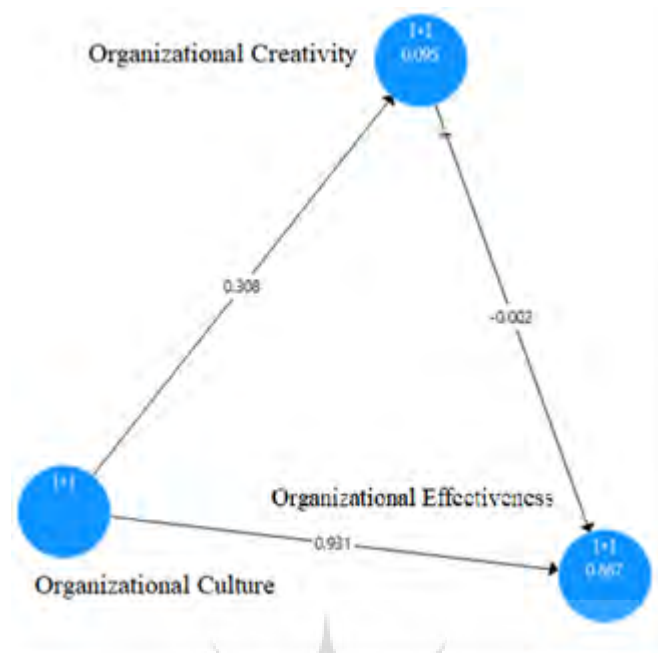 [+]
0.095
Organizational Creativity
0.308
-0.002
[+]
Organizational Effectiveness
0.931
[+]
0.867
Organizational Culture